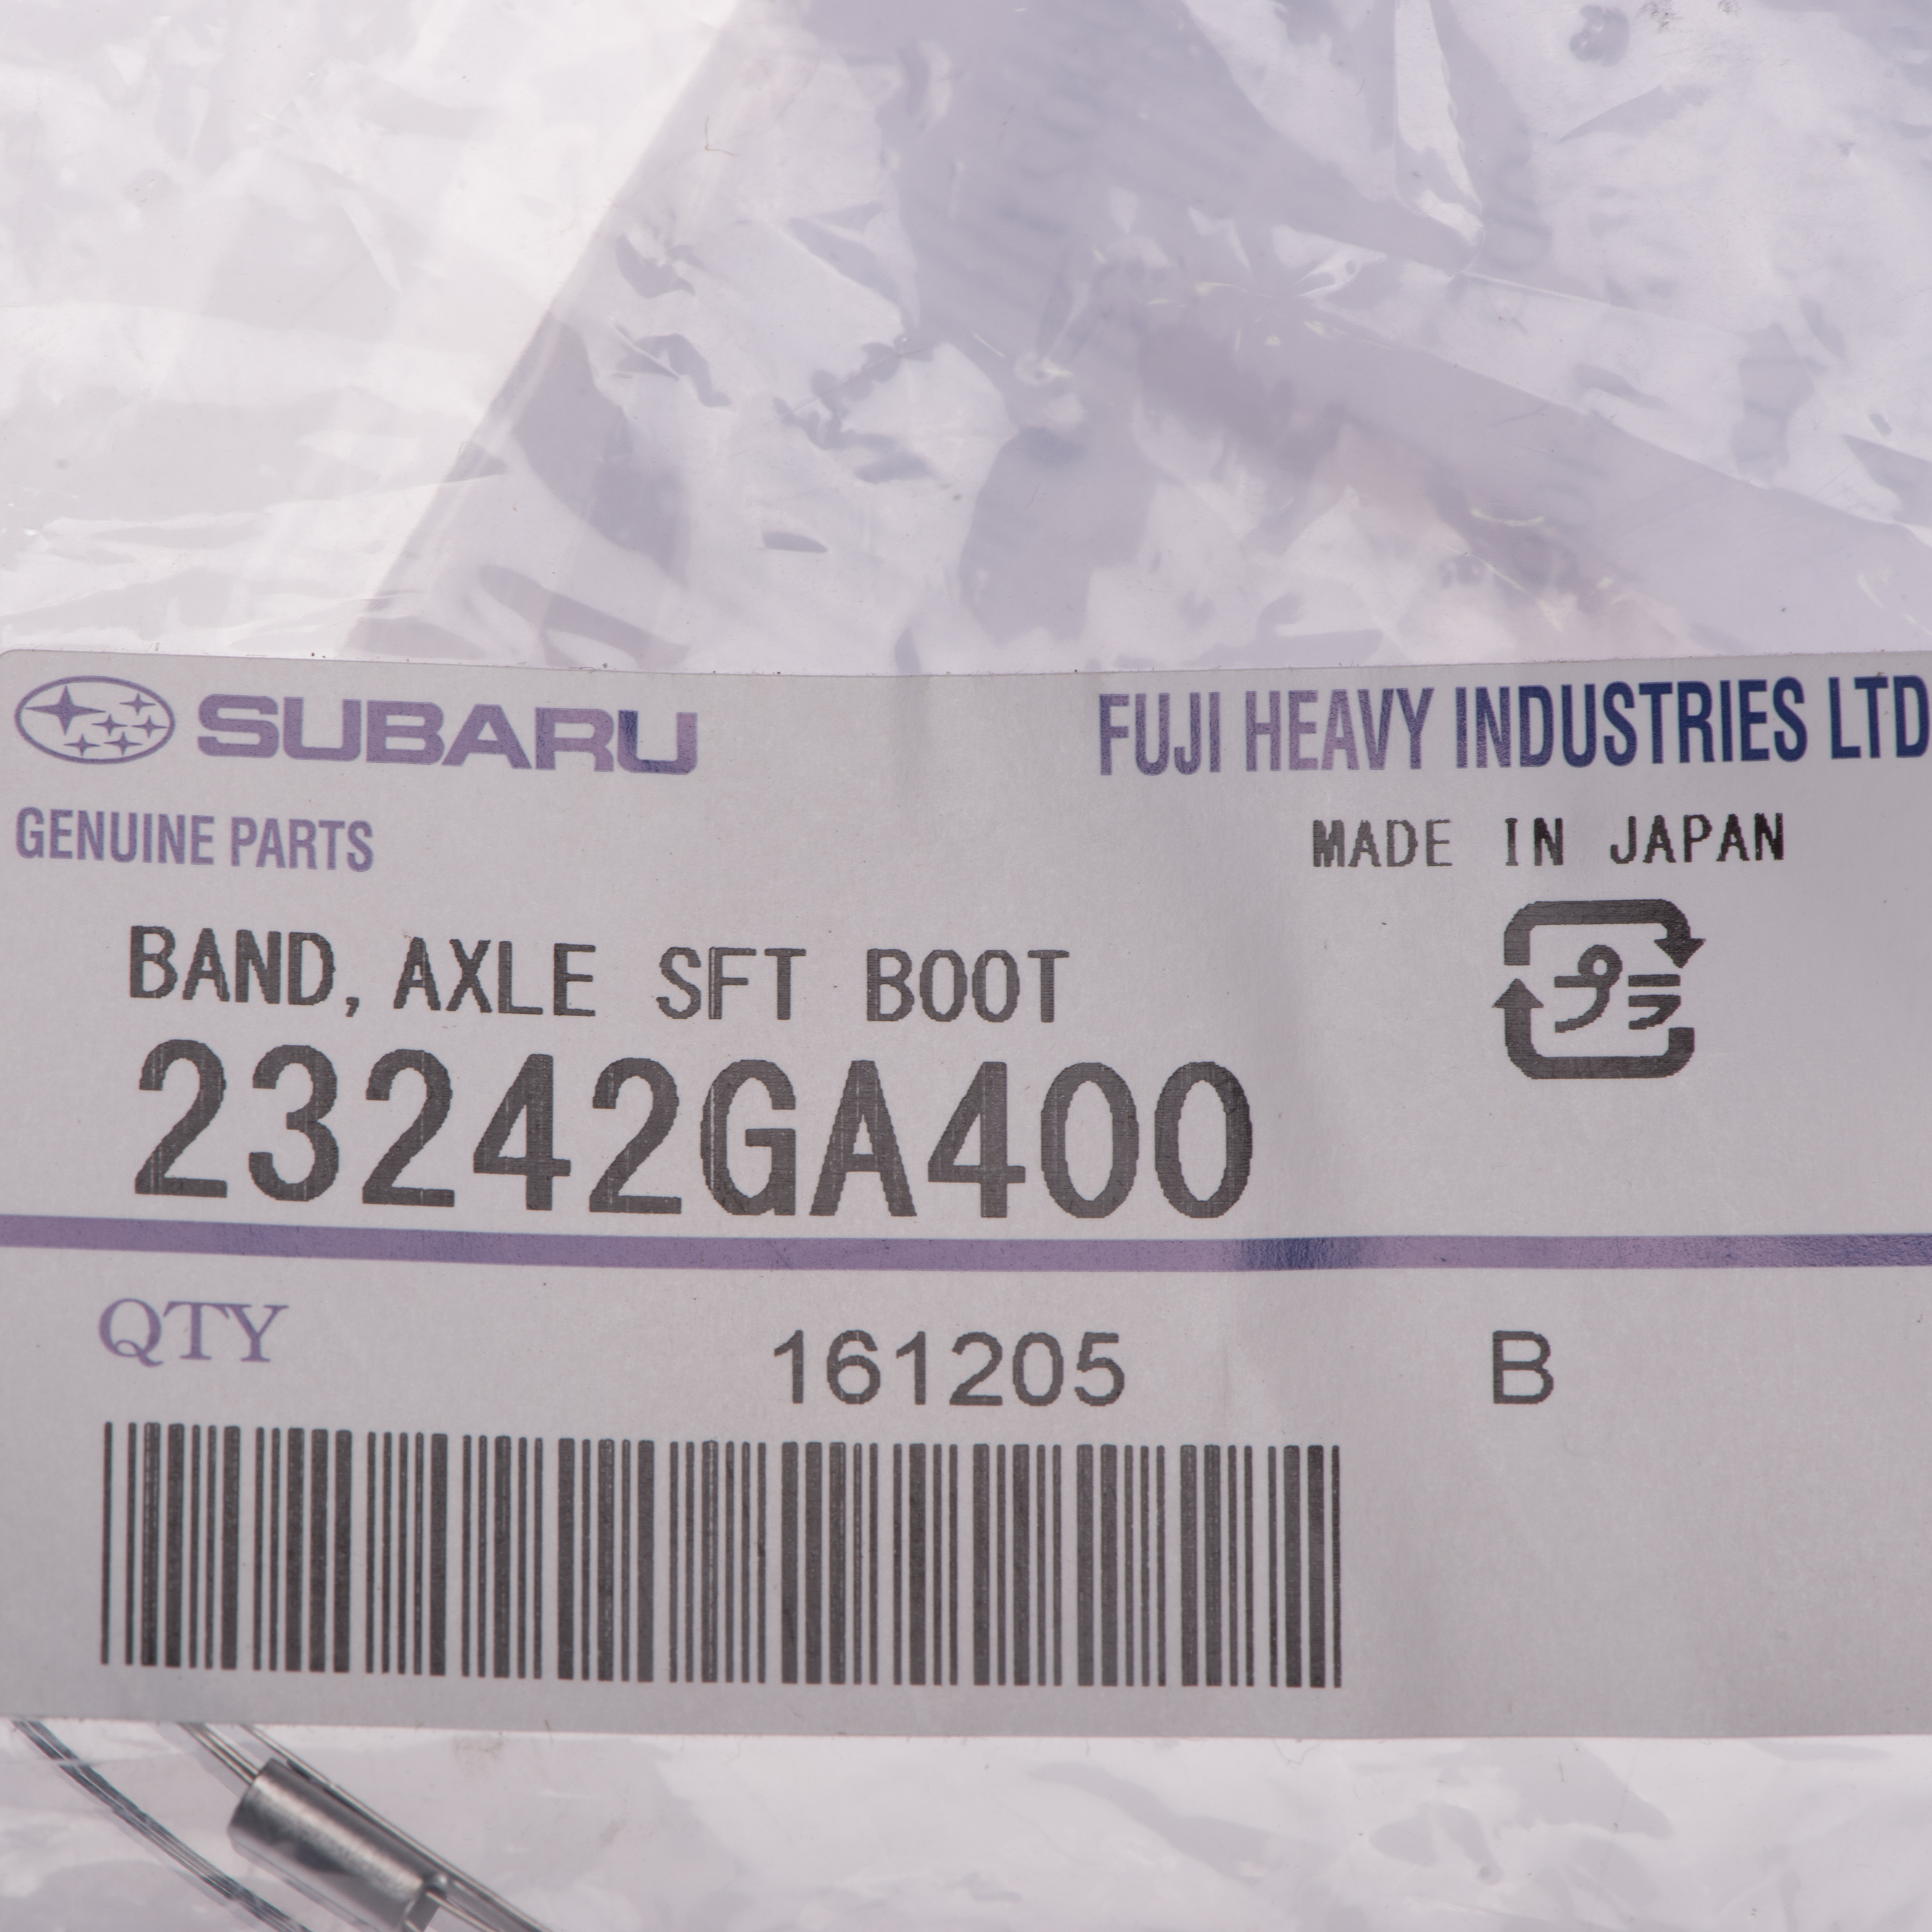 SUBARU
FUJI HEAVY INDUSTRIES LTD
GENUINE PARTS
MADE IN JAPAN
BAND, AXLE SFT BOOT
プラ
23242GA400
QTY
161205
B